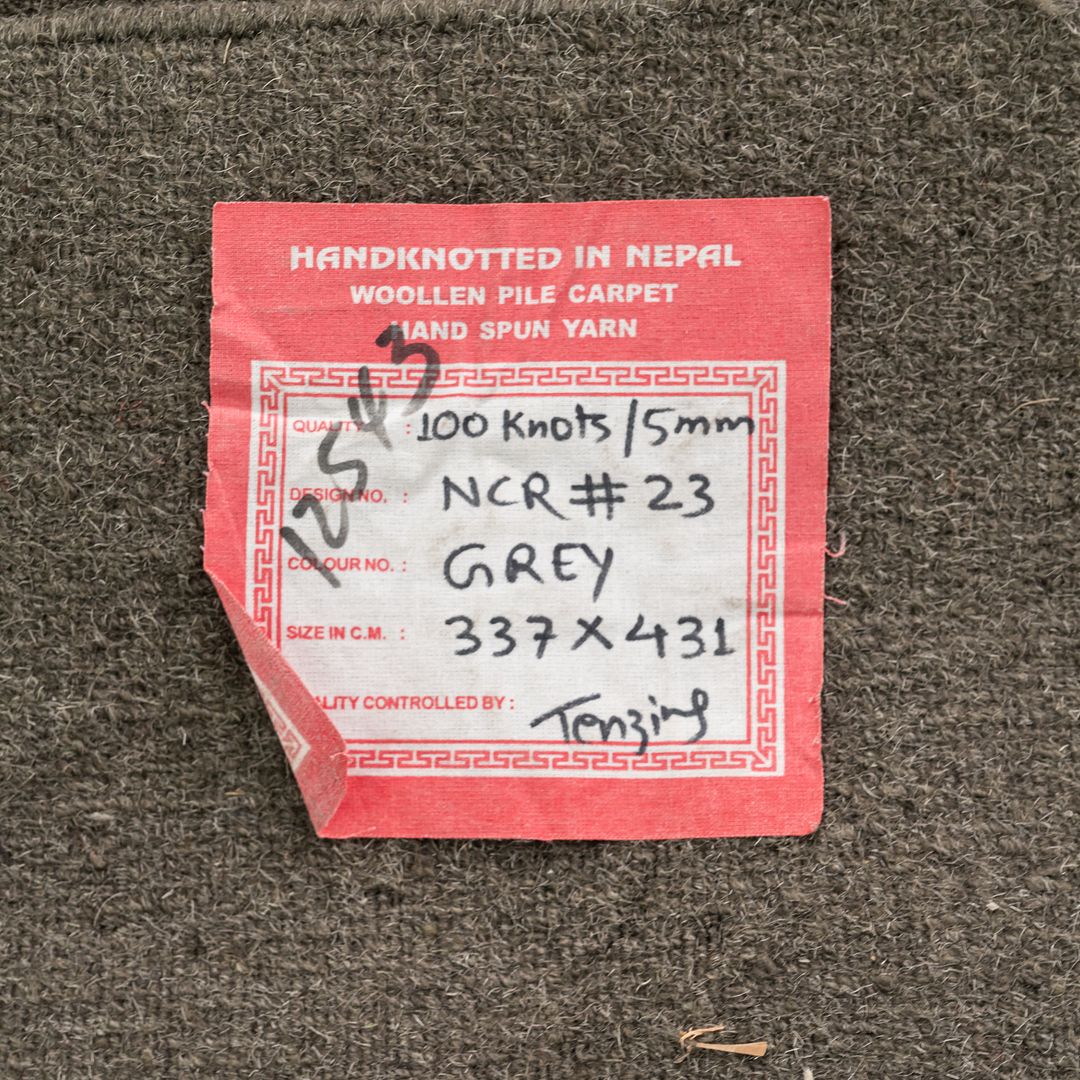 HANDKNOTTED IN NEPAL
WOOLLEN PILE CARPET
HAND SPUN YARN
12543
QUALITY : 100 Knots/5mm
DESIGN NO. : NCR # 23
COLOUR NO. : GREY
SIZE IN C.M. : 337 X 431
ALITY CONTROLLED BY : Tenzing